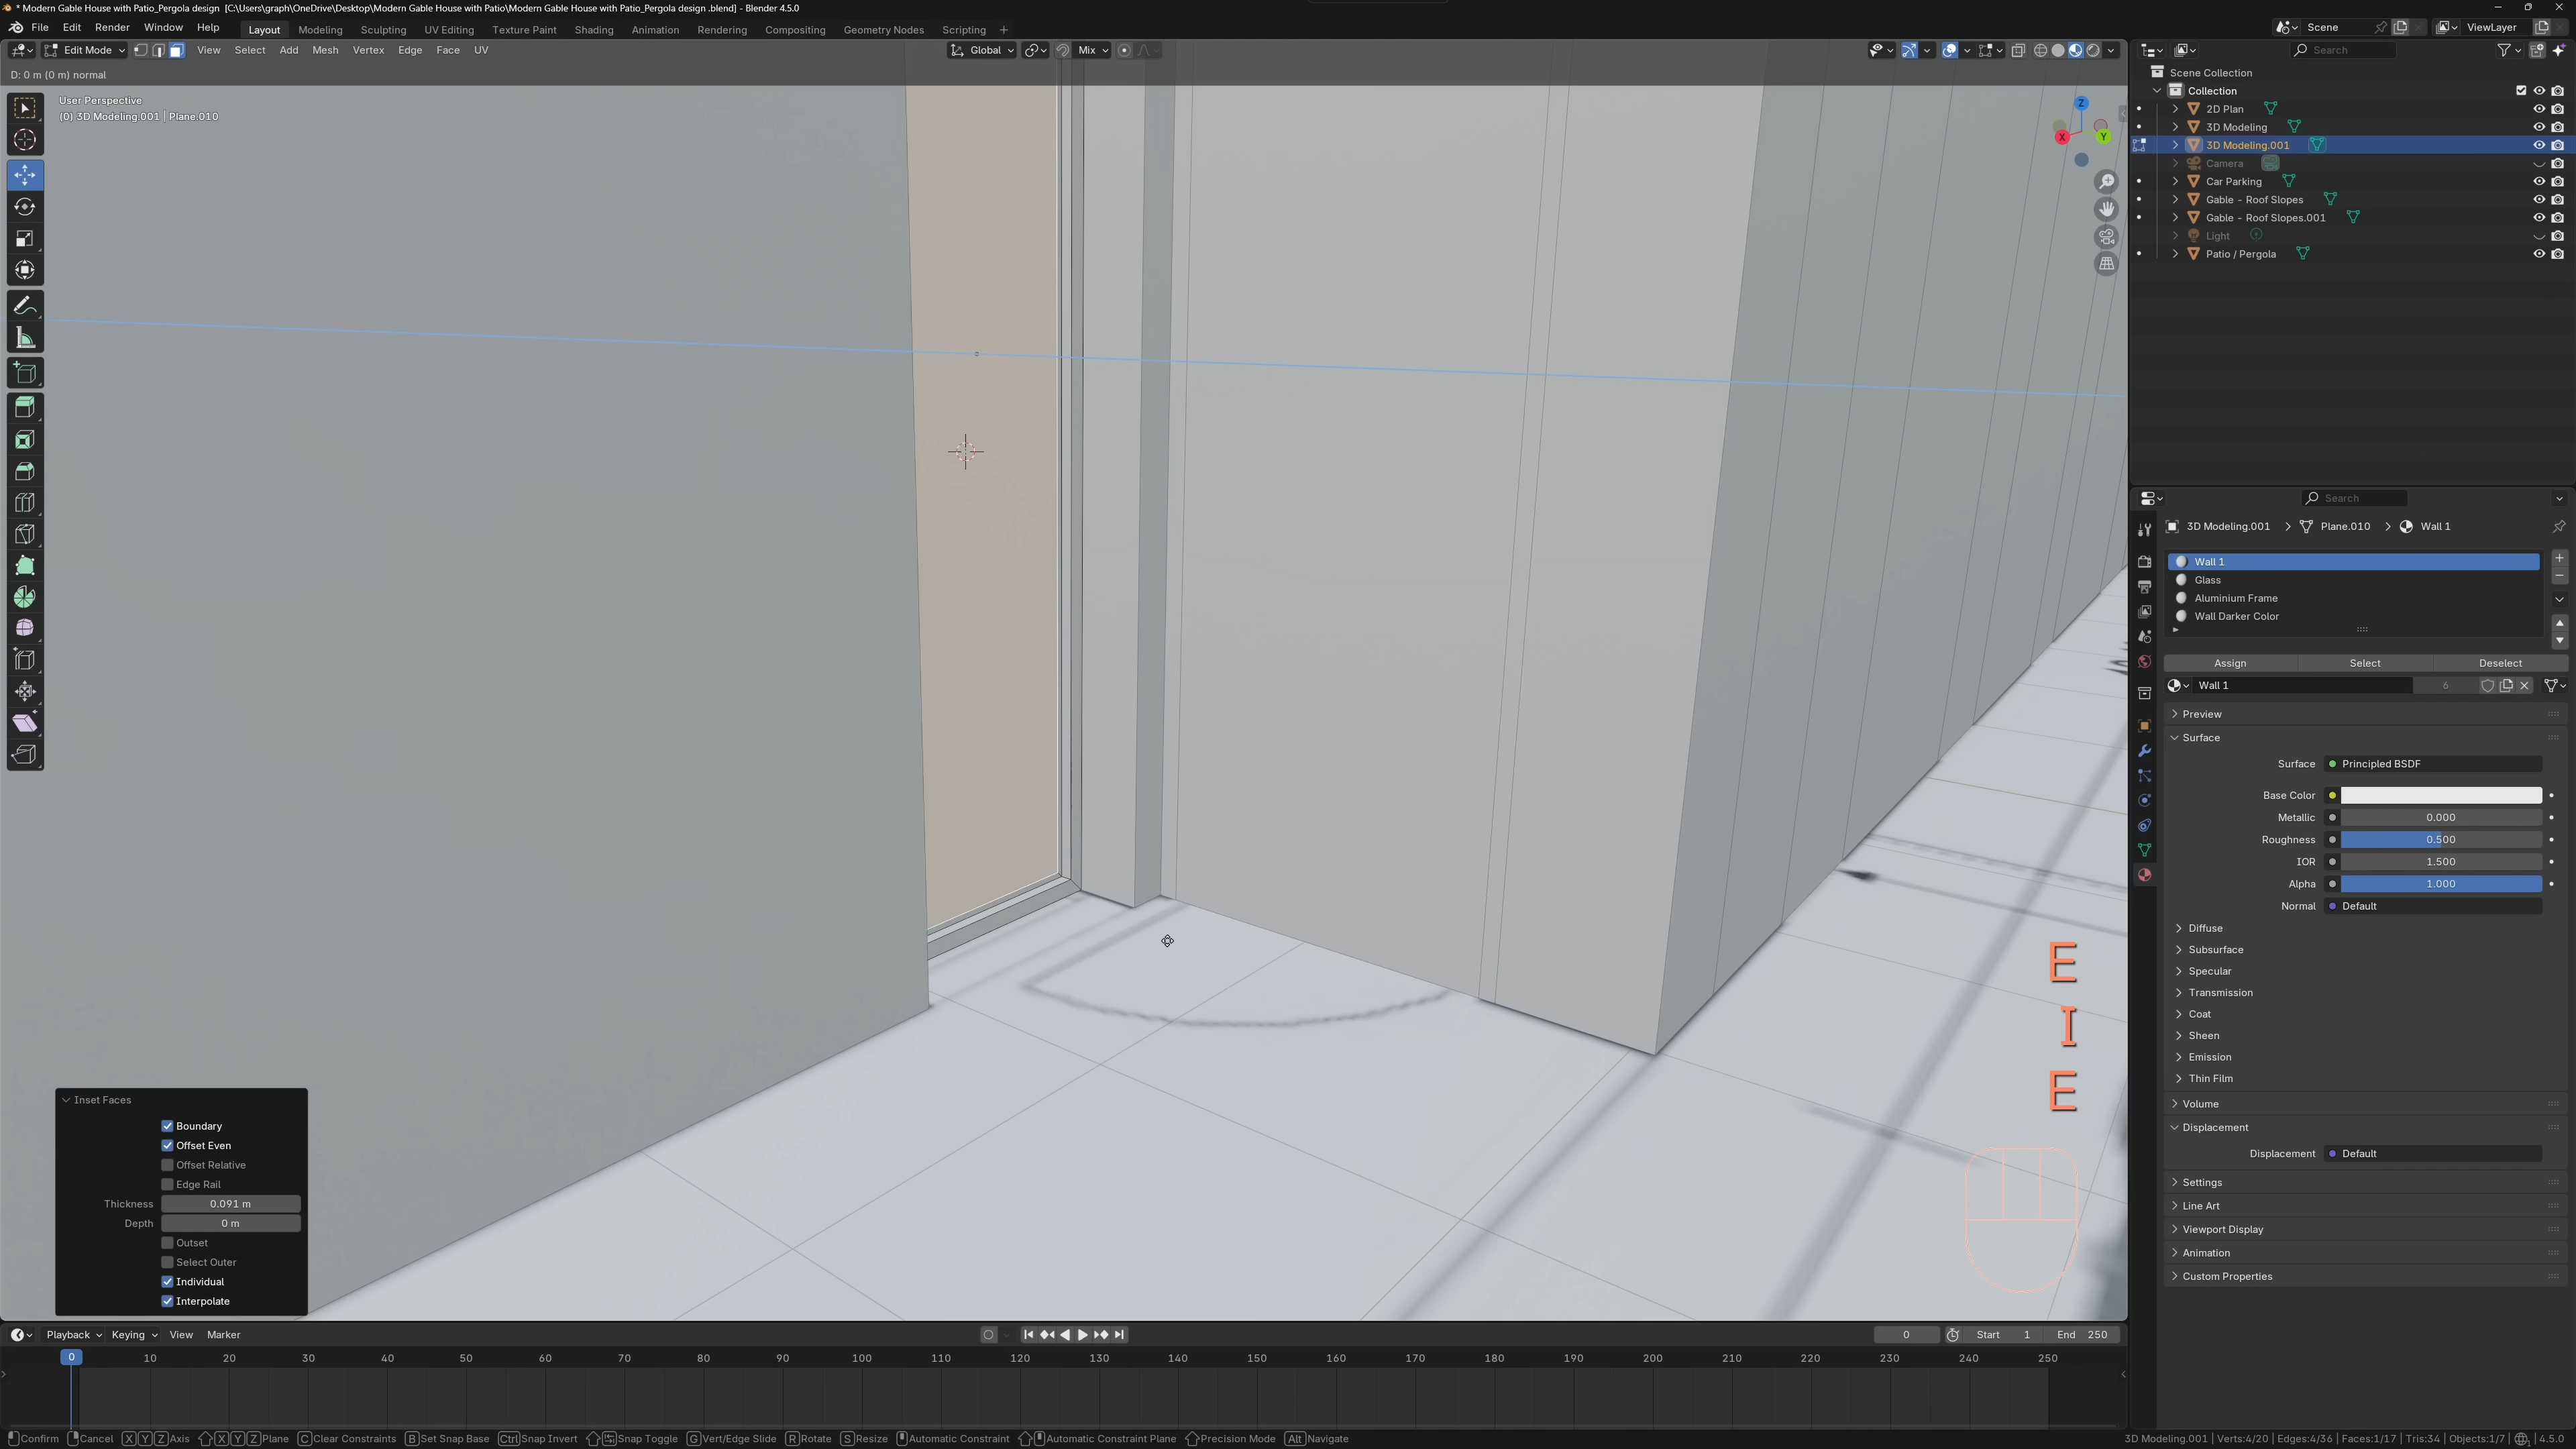 * Modern Gable House with Patio_Pergola design [C:\Users\graph\OneDrive\Desktop\Modern Gable House with Patio\Modern Gable House with Patio_Pergola design .blend] - Blender 4.5.0
File Edit Render Window Help Layout Modeling Sculpting UV Editing Texture Paint Shading Animation Rendering Compositing Geometry Nodes Scripting + Scene ViewLayer
Edit Mode View Select Add Mesh Vertex Edge Face UV Global Mix Search
D: 0 m (0 m) normal
User Perspective
(0) 3D Modeling.001 | Plane.010
Z
X
Y
Scene Collection
Collection
2D Plan
3D Modeling
3D Modeling.001
Camera
Car Parking
Gable - Roof Slopes
Gable - Roof Slopes.001
Light
Patio / Pergola
Search
3D Modeling.001 > Plane.010 > Wall 1
Wall 1
Glass
Aluminium Frame
Wall Darker Color
Assign Select Deselect
Wall 1 6
Preview
Surface
Surface Principled BSDF
Base Color
Metallic 0.000
Roughness 0.500
IOR 1.500
Alpha 1.000
Normal Default
Diffuse
Subsurface
Specular
Transmission
Coat
Sheen
Emission
Thin Film
Volume
Displacement
Displacement Default
Settings
Line Art
Viewport Display
Animation
Custom Properties
E
I
E
Inset Faces
Boundary
Offset Even
Offset Relative
Edge Rail
Thickness 0.091 m
Depth 0 m
Outset
Select Outer
Individual
Interpolate
Playback Keying View Marker 0 Start 1 End 250
0 10 20 30 40 50 60 70 80 90 100 110 120 130 140 150 160 170 180 190 200 210 220 230 240 250
Confirm Cancel X Y Z Axis X Y Z Plane C Clear Constraints B Set Snap Base Ctrl Snap Invert Snap Toggle G Vert/Edge Slide R Rotate S Resize Automatic Constraint Automatic Constraint Plane Precision Mode Alt Navigate 3D Modeling.001 | Verts:4/20 | Edges:4/36 | Faces:1/17 | Tris:34 | Objects:1/7 | 4.5.0